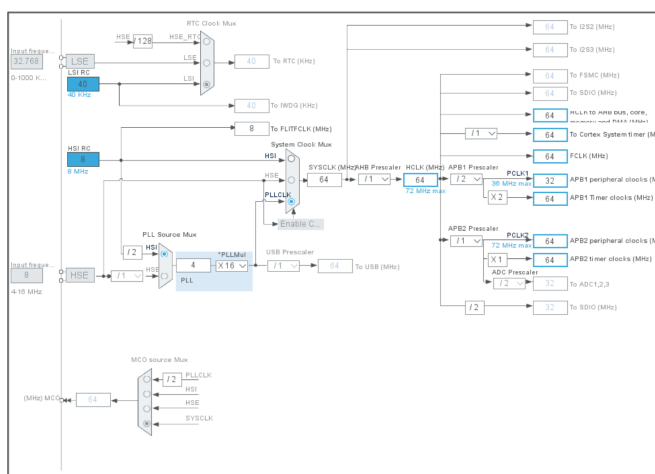 RTC Clock Mux
HSE
/ 128
HSE_RTC
Input freque...
32.768
0-1000 K...
LSE
LSE
40
To RTC (KHz)
LSI RC
40
40 KHz
LSI
40
To IWDG (KHz)
8
To FLITFCLK (MHz)
HSI RC
8
8 MHz
System Clock Mux
HSI
HSE
PLLCLK
Enable C...
SYSCLK (MHz)
64
AHB Prescaler
/ 1
HCLK (MHz)
64
72 MHz max
APB1 Prescaler
/ 2
PCLK1
36 MHz max
X 2
64
To I2S2 (MHz)
64
To I2S3 (MHz)
64
To FSMC (MHz)
64
To SDIO (MHz)
64
HCLK to AHB bus, core,
memory and DMA (MHz)
/ 1
64
To Cortex System timer (M
64
FCLK (MHz)
32
APB1 peripheral clocks (M
64
APB1 Timer clocks (MHz)
APB2 Prescaler
/ 1
PCLK2
72 MHz max
64
APB2 peripheral clocks (M
X 1
64
APB2 timer clocks (MHz)
ADC Prescaler
/ 2
32
To ADC1,2,3
/ 2
32
To SDIO (MHz)
PLL Source Mux
/ 2
HSI
HSE
Input freque...
8
4-16 MHz
HSE
/ 1
4
*PLLMul
X 16
PLL
USB Prescaler
/ 1
64
To USB (MHz)
MCO source Mux
/ 2
PLLCLK
HSI
HSE
SYSCLK
(MHz) MCO
64